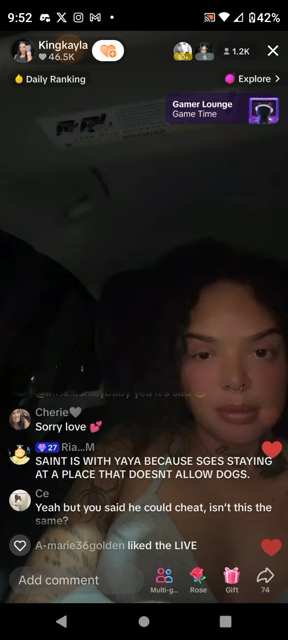 9:52
42%
Kingkayla
46.5K
6
1.2K
Daily Ranking
Explore >
Gamer Lounge
Game Time
Cherie🩶
Sorry love 💕
27 Ria...M
SAINT IS WITH YAYA BECAUSE SGES STAYING
AT A PLACE THAT DOESNT ALLOW DOGS.
Ce
Yeah but you said he could cheat, isn't this the
same?
A-marie36golden liked the LIVE
Add comment
Multi-g...
Rose
Gift
74